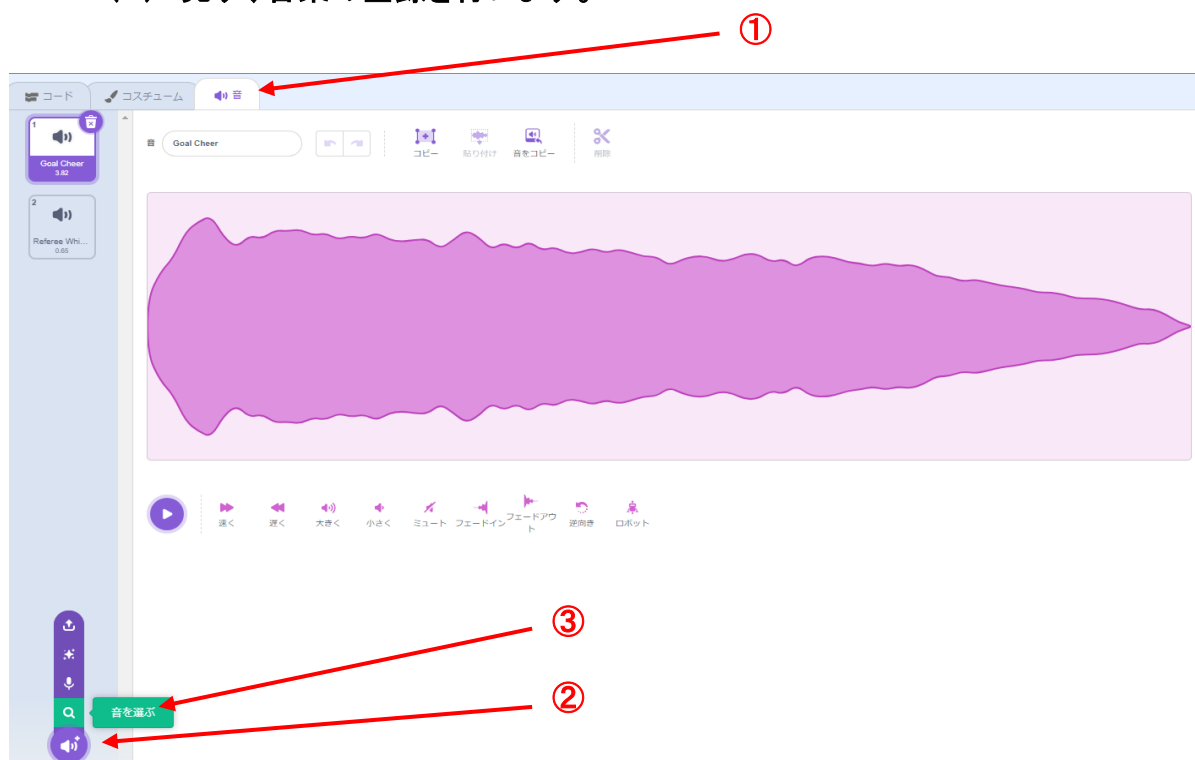 ①
コード
コスチューム
音
1
Goal Cheer
3.82
2
Referee Whi...
0.65
音
Goal Cheer
コピー
貼り付け
音をコピー
削除
速く
遅く
大きく
小さく
ミュート
フェードイン
フェードアウ
ト
逆向き
ロボット
③
②
音を選ぶ